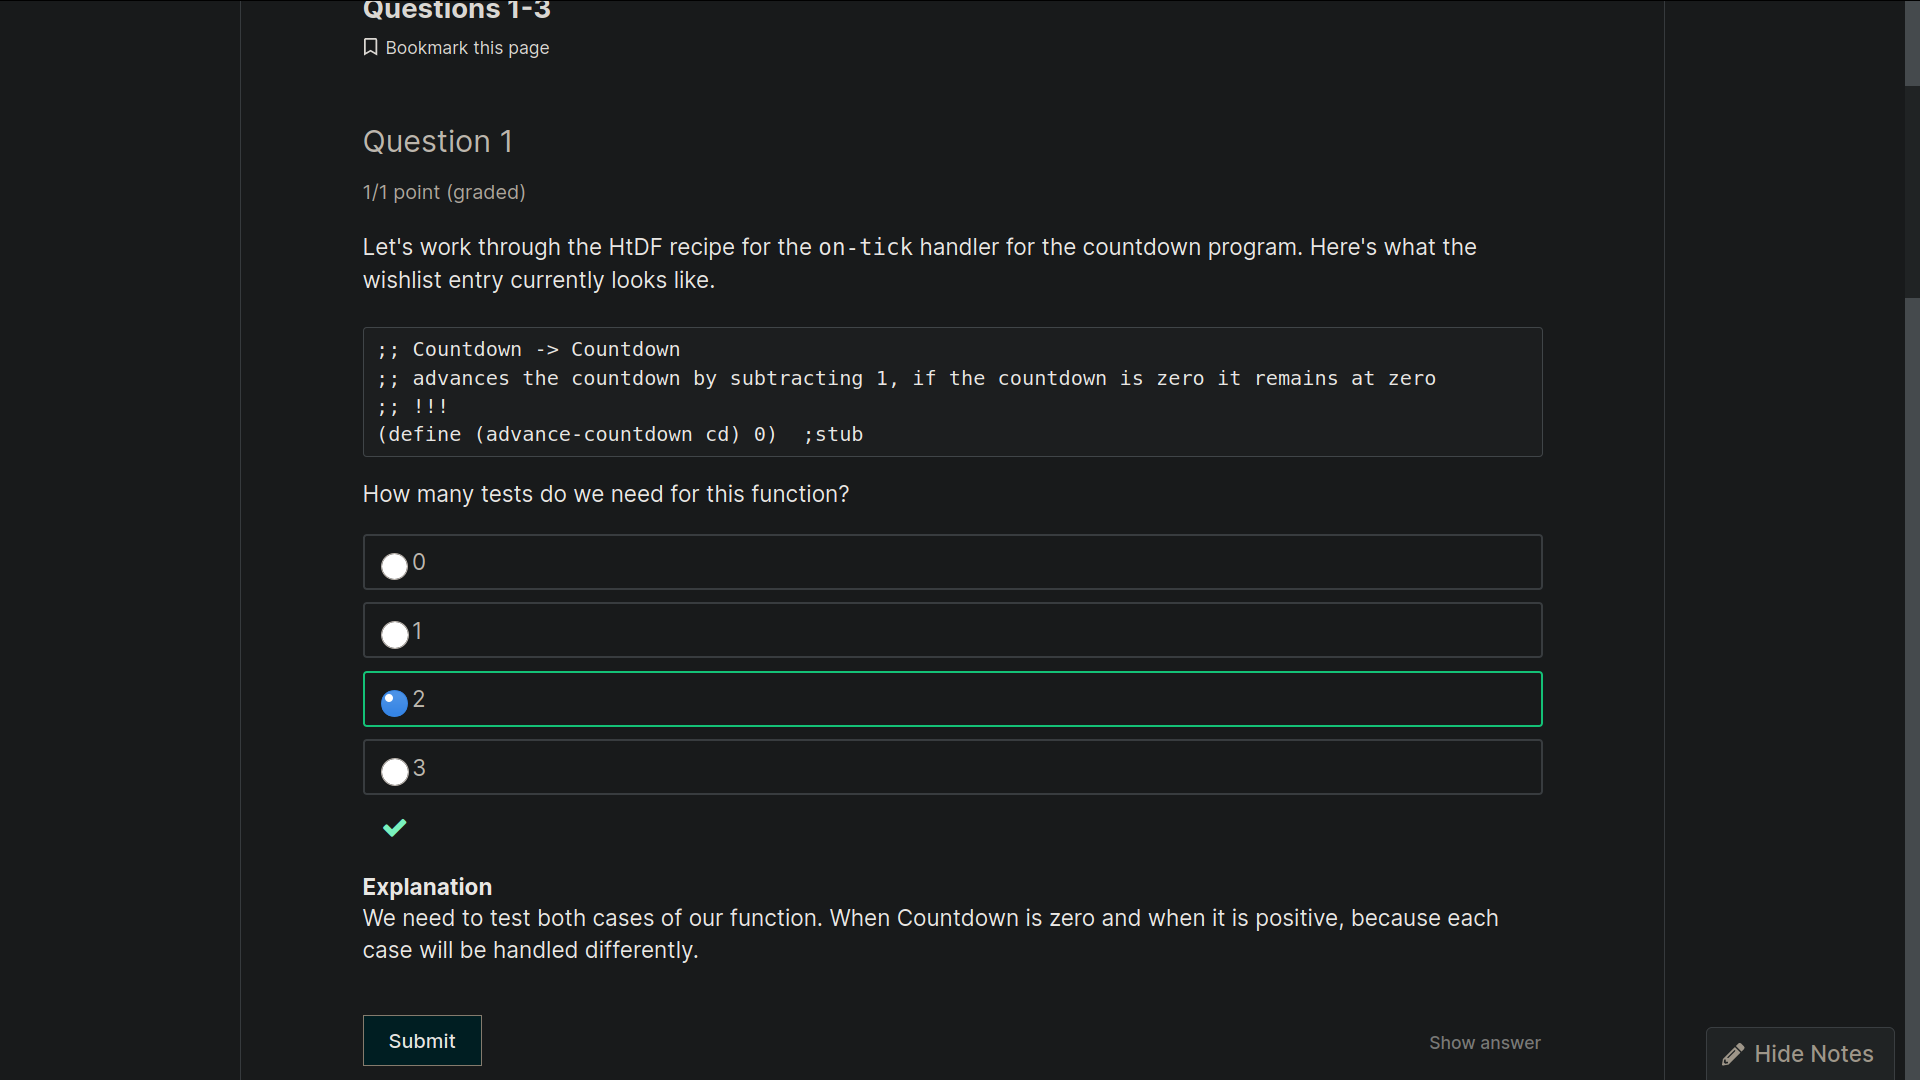 Questions 1-3
Bookmark this page
Question 1
1/1 point (graded)
Let's work through the HtDF recipe for the on-tick handler for the countdown program. Here's what the
wishlist entry currently looks like.
;; Countdown -> Countdown
;; advances the countdown by subtracting 1, if the countdown is zero it remains at zero
;; !!!
(define (advance-countdown cd) 0)  ;stub
How many tests do we need for this function?
0
1
2
3
Explanation
We need to test both cases of our function. When Countdown is zero and when it is positive, because each
case will be handled differently.
Submit
Show answer
Hide Notes